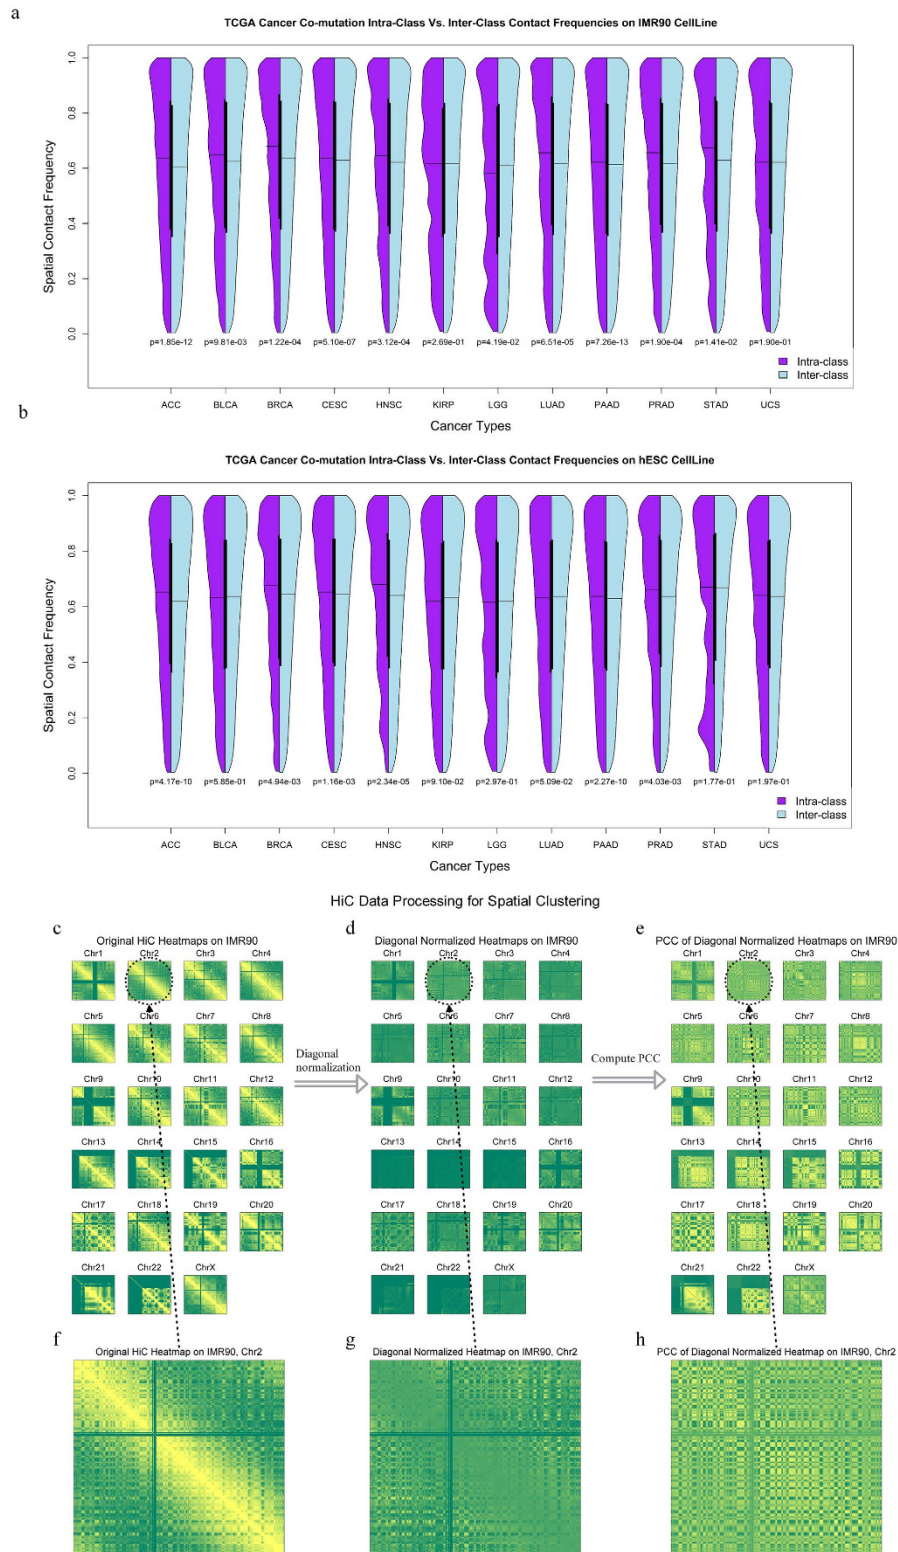 a
TCGA Cancer Co-mutation Intra-Class Vs. Inter-Class Contact Frequencies on IMR90 CellLine
Spatial Contact Frequency
1.0
0.8
0.6
0.4
0.2
0.0
p=1.85e-12 p=9.81e-03 p=1.22e-04 p=5.10e-07 p=3.12e-04 p=2.69e-01 p=4.19e-02 p=6.51e-05 p=7.26e-13 p=1.90e-04 p=1.41e-02 p=1.90e-01
Intra-class
Inter-class
ACC BLCA BRCA CESC HNSC KIRP LGG LUAD PAAD PRAD STAD UCS
Cancer Types
b
TCGA Cancer Co-mutation Intra-Class Vs. Inter-Class Contact Frequencies on hESC CellLine
Spatial Contact Frequency
1.0
0.8
0.6
0.4
0.2
0.0
p=4.17e-10 p=5.85e-01 p=4.94e-03 p=1.16e-03 p=2.34e-05 p=9.10e-02 p=2.97e-01 p=5.09e-02 p=2.27e-10 p=4.03e-03 p=1.77e-01 p=1.97e-01
Intra-class
Inter-class
ACC BLCA BRCA CESC HNSC KIRP LGG LUAD PAAD PRAD STAD UCS
Cancer Types
HiC Data Processing for Spatial Clustering
c
Original HiC Heatmaps on IMR90
Chr1 Chr2 Chr3 Chr4
Chr5 Chr6 Chr7 Chr8
Chr9 Chr10 Chr11 Chr12
Chr13 Chr14 Chr15 Chr16
Chr17 Chr18 Chr19 Chr20
Chr21 Chr22 ChrX
Diagonal
normalization
d
Diagonal Normalized Heatmaps on IMR90
Chr1 Chr2 Chr3 Chr4
Chr5 Chr6 Chr7 Chr8
Chr9 Chr10 Chr11 Chr12
Chr13 Chr14 Chr15 Chr16
Chr17 Chr18 Chr19 Chr20
Chr21 Chr22 ChrX
Compute PCC
e
PCC of Diagonal Normalized Heatmaps on IMR90
Chr1 Chr2 Chr3 Chr4
Chr5 Chr6 Chr7 Chr8
Chr9 Chr10 Chr11 Chr12
Chr13 Chr14 Chr15 Chr16
Chr17 Chr18 Chr19 Chr20
Chr21 Chr22 ChrX
f
Original HiC Heatmap on IMR90, Chr2
g
Diagonal Normalized Heatmap on IMR90, Chr2
h
PCC of Diagonal Normalized Heatmap on IMR90, Chr2